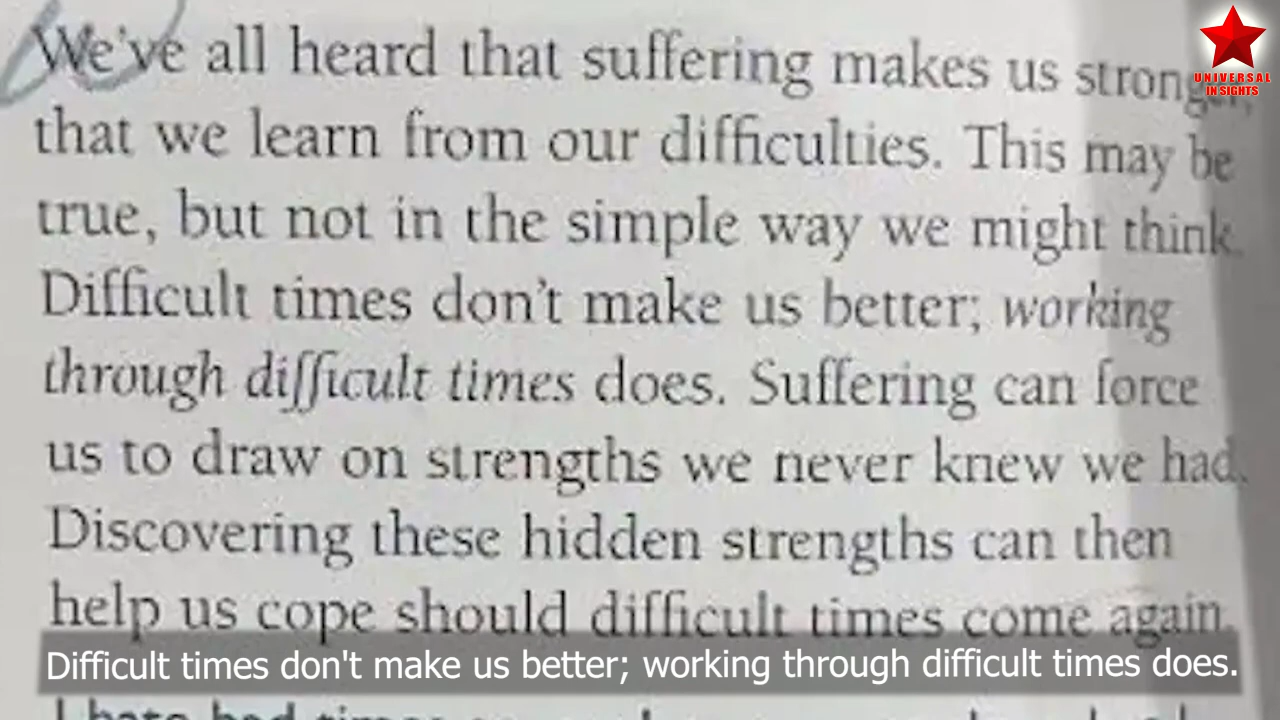 We've all heard that suffering makes us stronger,
that we learn from our difficulties. This may be
true, but not in the simple way we might think.
Difficult times don't make us better; working
through difficult times does. Suffering can force
us to draw on strengths we never knew we had.
Discovering these hidden strengths can then
help us cope should difficult times come again.
Difficult times don't make us better; working through difficult times does.
UNIVERSAL
INSIGHTS